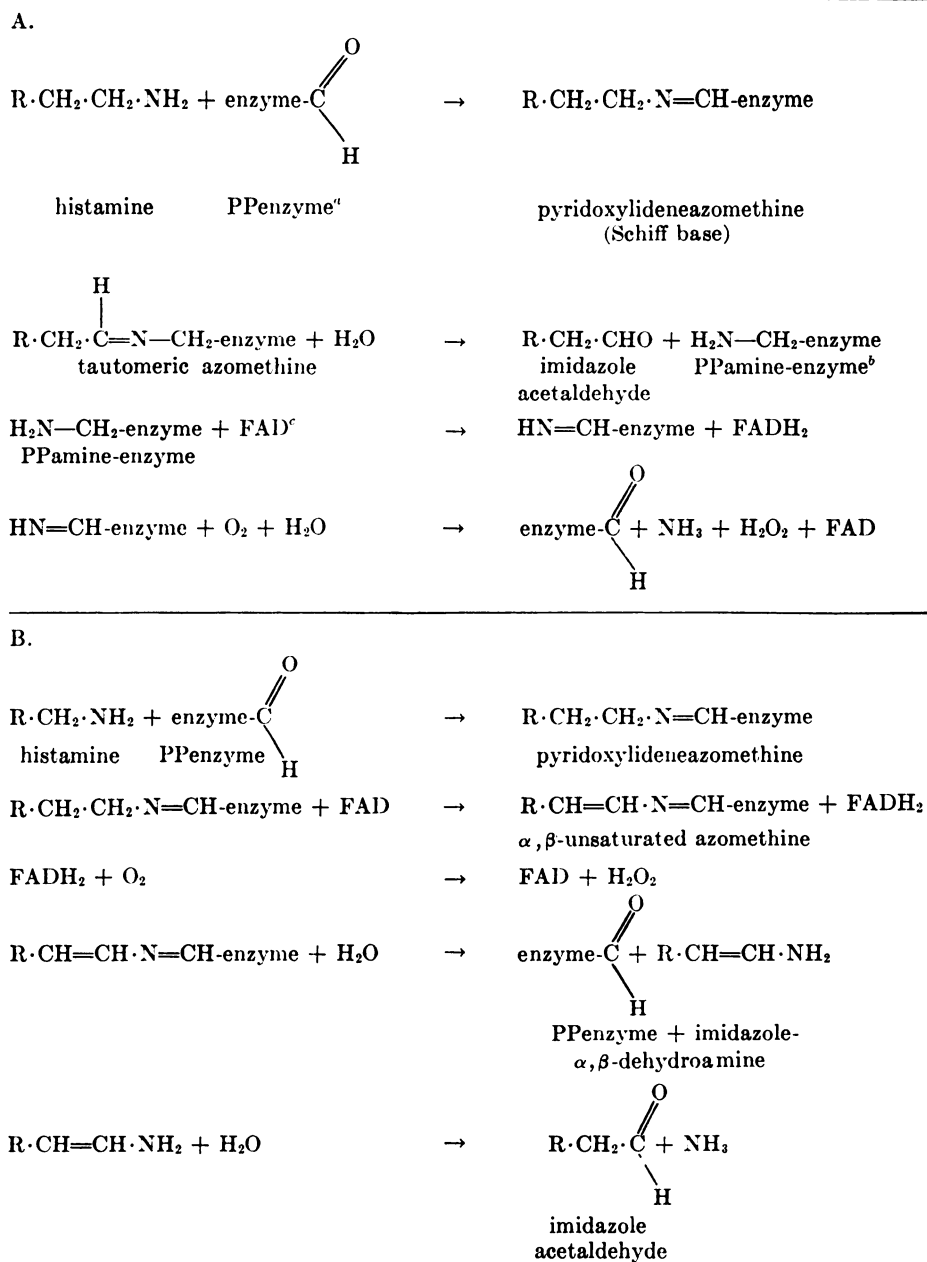 A.
O
R·CH₂·CH₂·NH₂ + enzyme-C → R·CH₂·CH₂·N=CH-enzyme
H
histamine PPenzymeᵃ pyridoxylideneazomethine
(Schiff base)
H
R·CH₂·C=N—CH₂-enzyme + H₂O → R·CH₂·CHO + H₂N—CH₂-enzyme
tautomeric azomethine imidazole PPamine-enzymeᵇ
acetaldehyde
H₂N—CH₂-enzyme + FADᶜ → HN=CH-enzyme + FADH₂
PPamine-enzyme
O
HN=CH-enzyme + O₂ + H₂O → enzyme-C + NH₃ + H₂O₂ + FAD
H
B.
O
R·CH₂·NH₂ + enzyme-C → R·CH₂·CH₂·N=CH-enzyme
histamine PPenzyme H pyridoxylideneazomethine
R·CH₂·CH₂·N=CH-enzyme + FAD → R·CH=CH·N=CH-enzyme + FADH₂
α,β-unsaturated azomethine
FADH₂ + O₂ → FAD + H₂O₂
O
R·CH=CH·N=CH-enzyme + H₂O → enzyme-C + R·CH=CH·NH₂
H
PPenzyme + imidazole-
α,β-dehydroamine
O
R·CH=CH·NH₂ + H₂O → R·CH₂·C + NH₃
H
imidazole
acetaldehyde